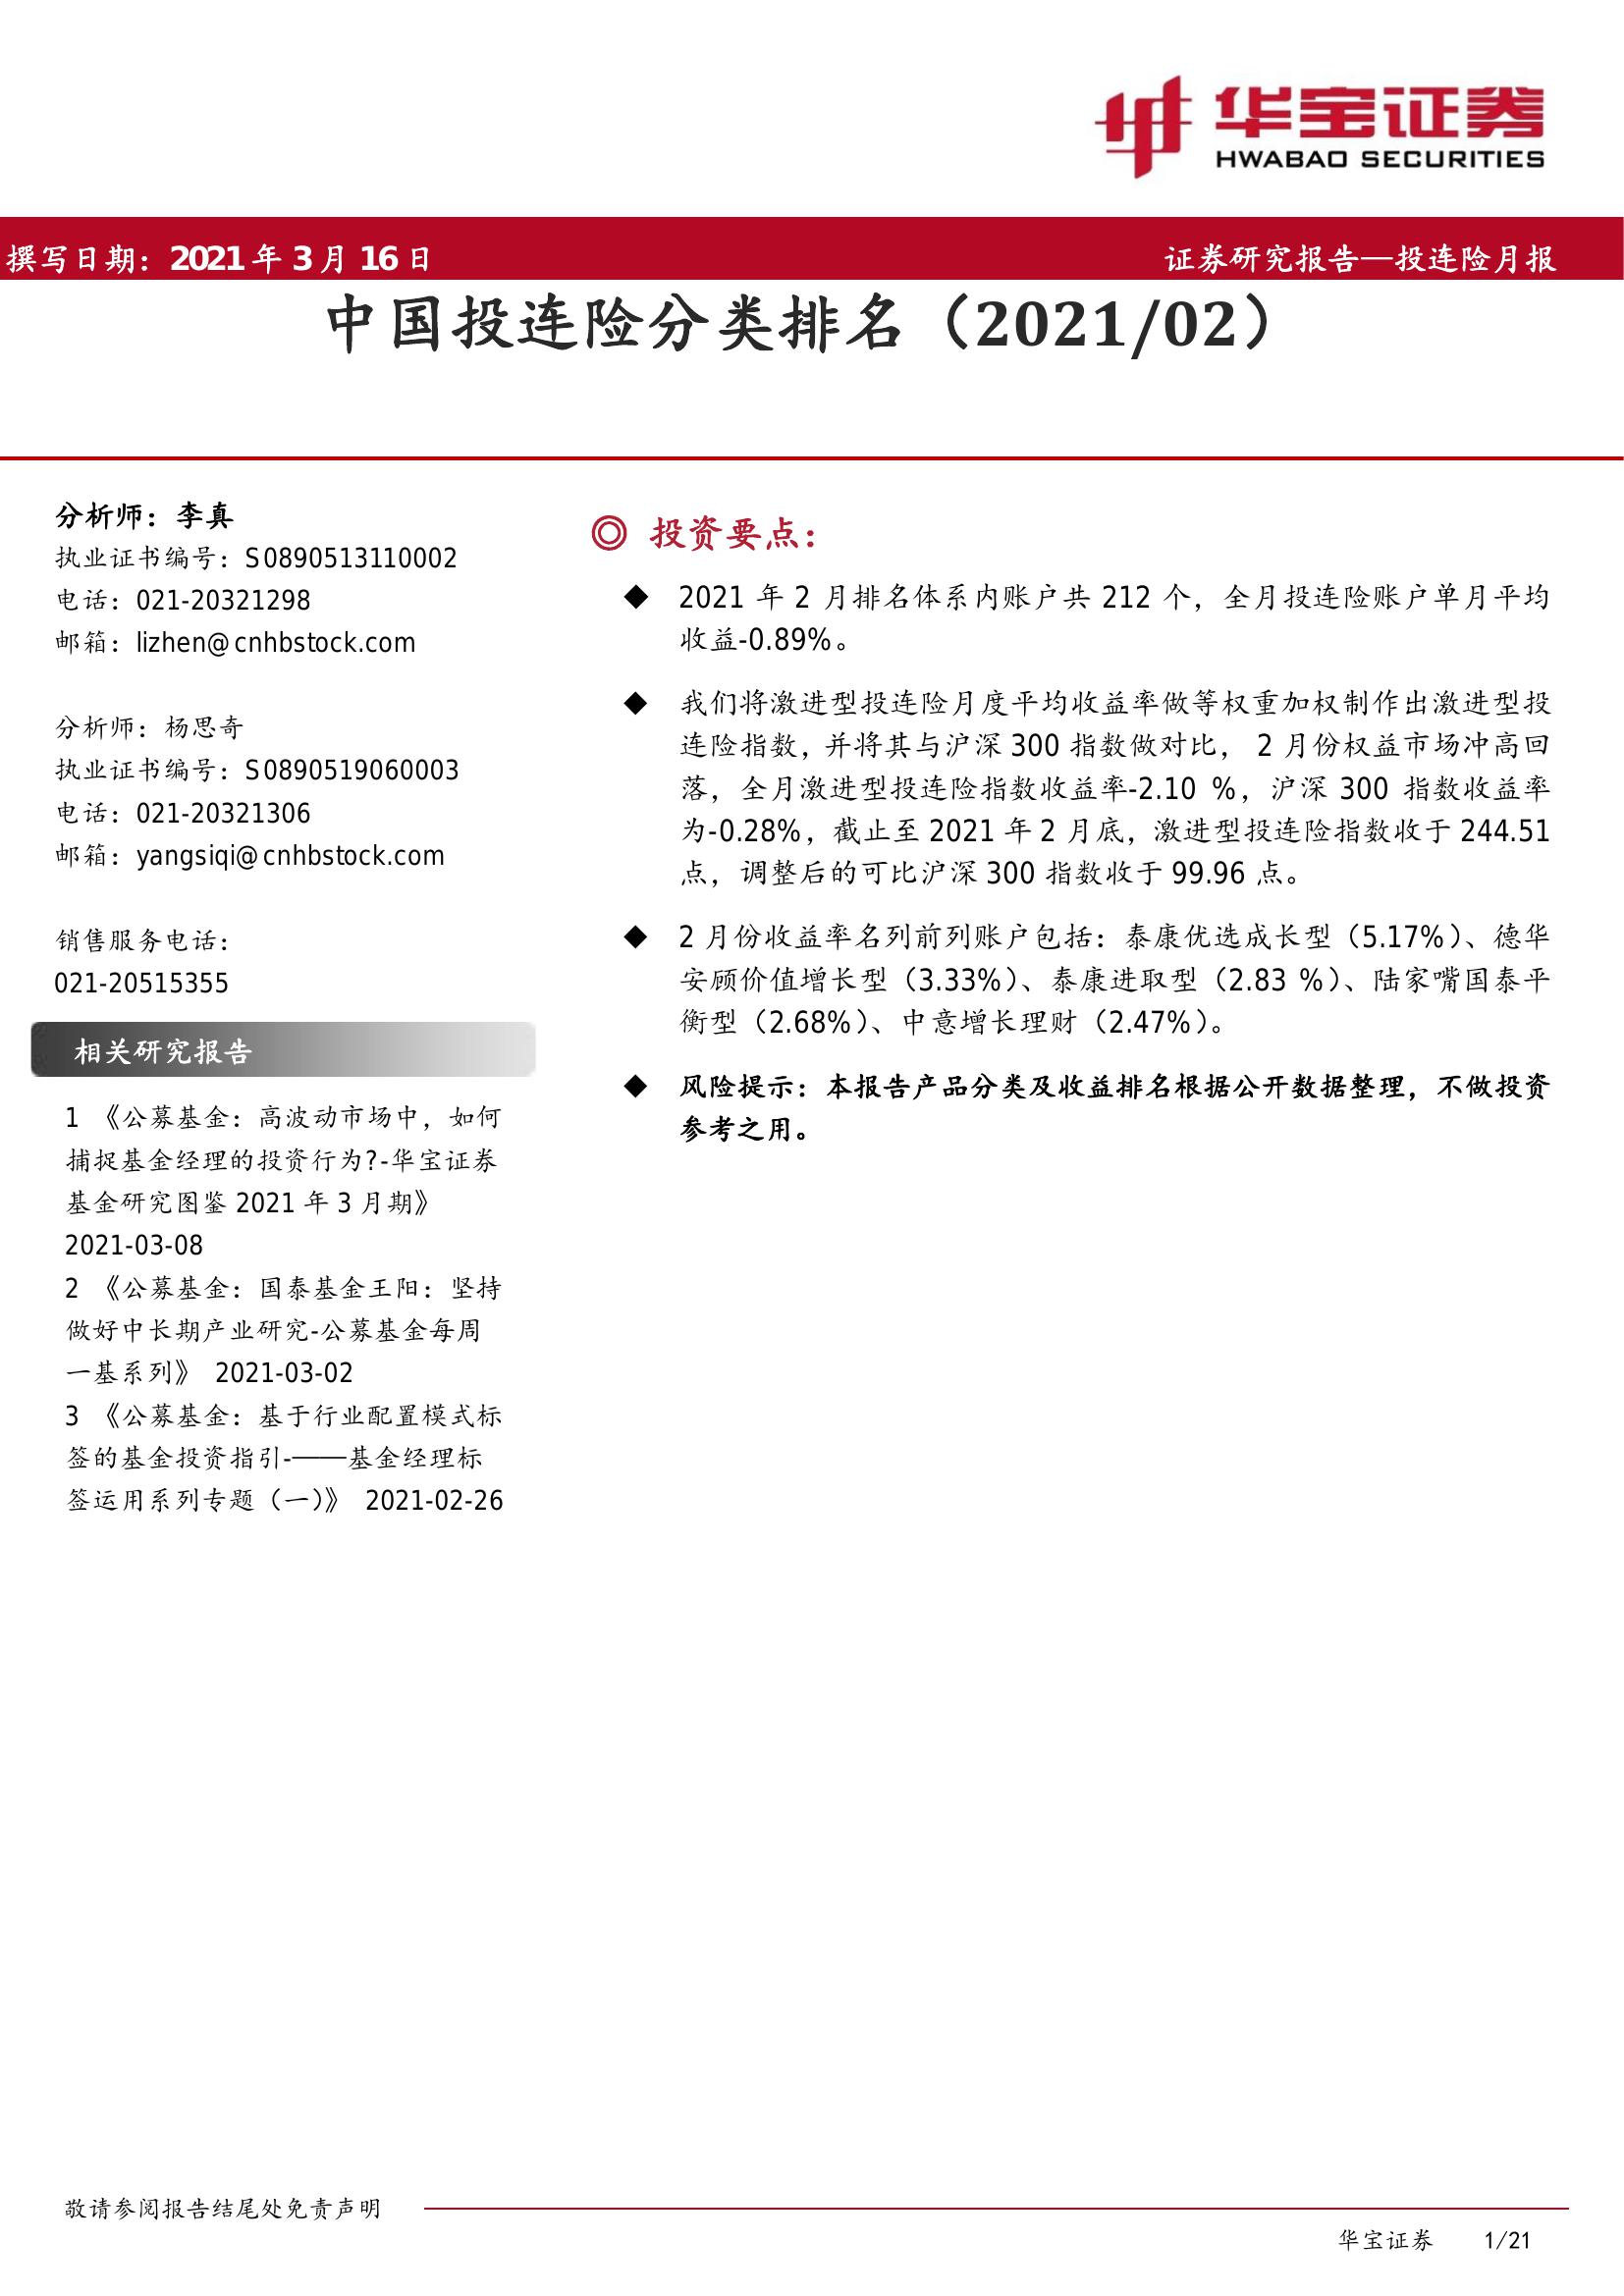 华宝证券
HWABAO SECURITIES
撰写日期：2021 年 3 月 16 日
证券研究报告—投连险月报
中国投连险分类排名（2021/02）
分析师：李真
执业证书编号：S0890513110002
电话：021-20321298
邮箱：lizhen@cnhbstock.com
分析师：杨思奇
执业证书编号：S0890519060003
电话：021-20321306
邮箱：yangsiqi@cnhbstock.com
销售服务电话：
021-20515355
相关研究报告
1 《公募基金：高波动市场中，如何
捕捉基金经理的投资行为?-华宝证券
基金研究图鉴 2021 年 3 月期》
2021-03-08
2 《公募基金：国泰基金王阳：坚持
做好中长期产业研究-公募基金每周
一基系列》 2021-03-02
3 《公募基金：基于行业配置模式标
签的基金投资指引-——基金经理标
签运用系列专题（一）》 2021-02-26
◎ 投资要点：
◆ 2021 年 2 月排名体系内账户共 212 个，全月投连险账户单月平均
收益-0.89%。
◆ 我们将激进型投连险月度平均收益率做等权重加权制作出激进型投
连险指数，并将其与沪深 300 指数做对比， 2 月份权益市场冲高回
落，全月激进型投连险指数收益率-2.10 %，沪深 300 指数收益率
为-0.28%，截止至 2021 年 2 月底，激进型投连险指数收于 244.51
点，调整后的可比沪深 300 指数收于 99.96 点。
◆ 2 月份收益率名列前列账户包括：泰康优选成长型（5.17%）、德华
安顾价值增长型（3.33%）、泰康进取型（2.83 %）、陆家嘴国泰平
衡型（2.68%）、中意增长理财（2.47%）。
◆ 风险提示：本报告产品分类及收益排名根据公开数据整理，不做投资
参考之用。
敬请参阅报告结尾处免责声明
华宝证券 1/21